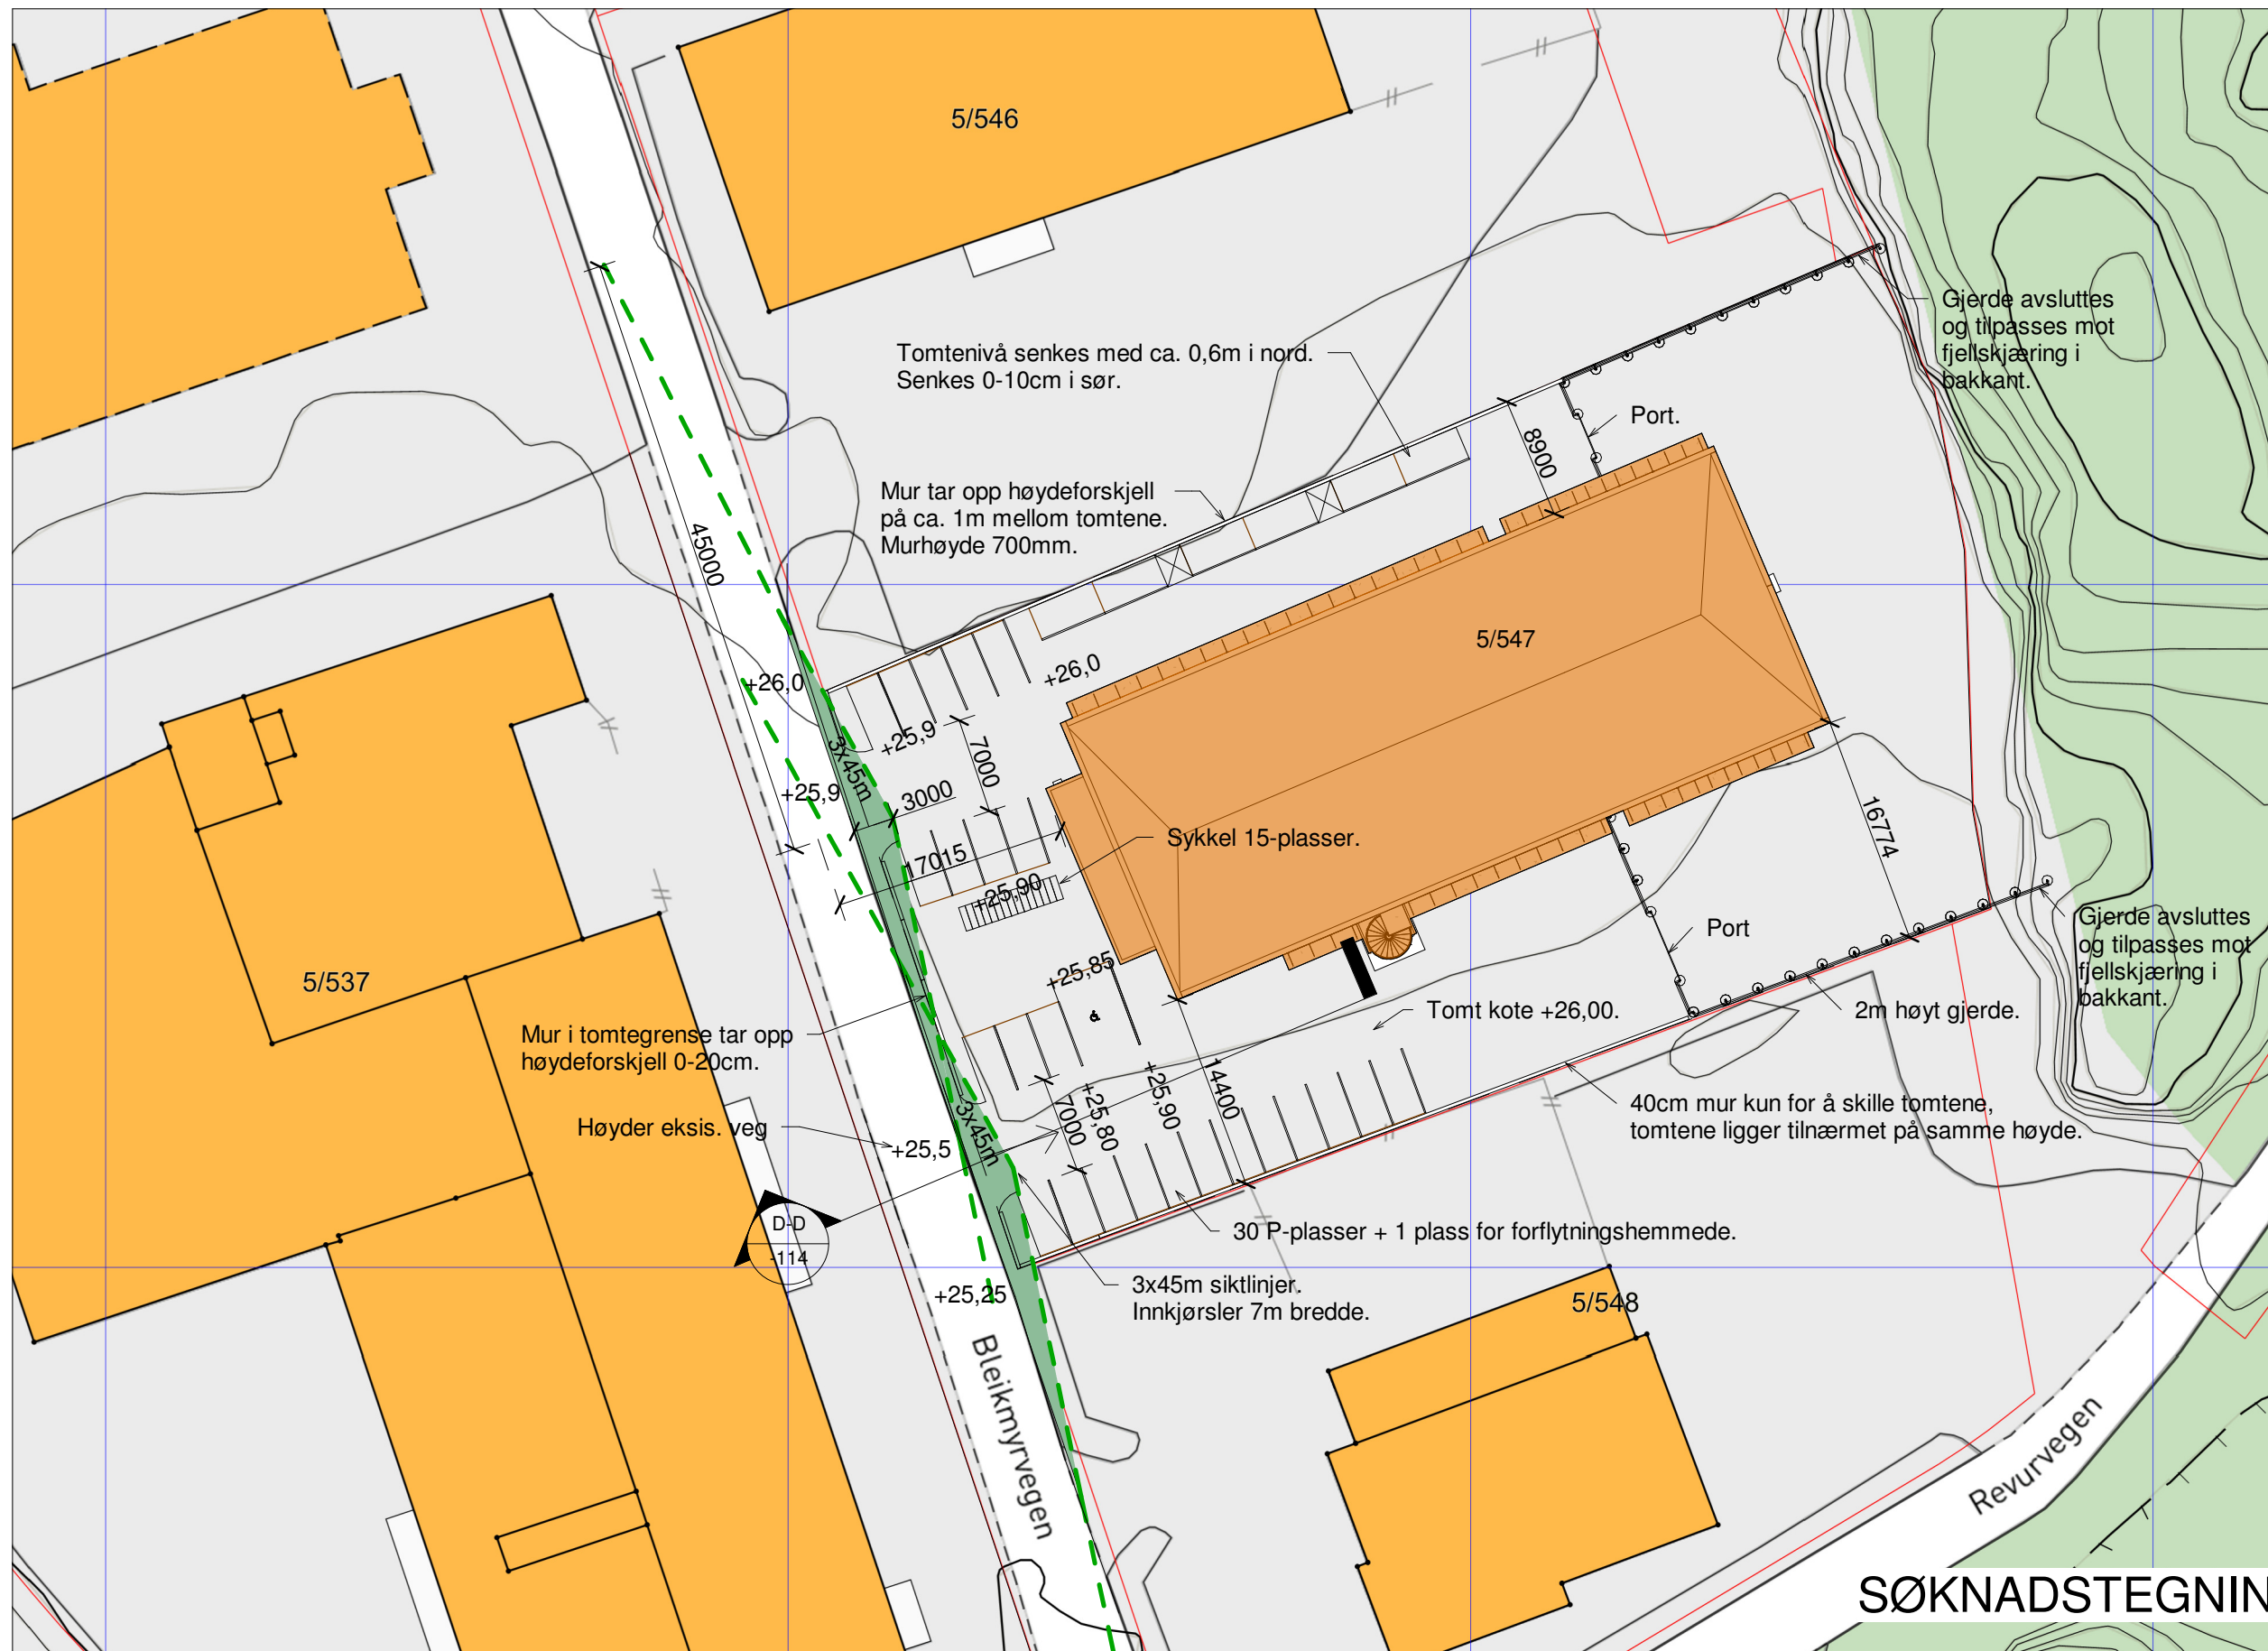 5/546
Gjerde avsluttes
og tilpasses mot
fjellskjæring i
bakkant.
Tomtenivå senkes med ca. 0,6m i nord.
Senkes 0-10cm i sør.
Port.
8900
Mur tar opp høydeforskjell
på ca. 1m mellom tomtene.
Murhøyde 700mm.
45000
5/547
+26,0
+26,0
+25,9
3x45m
7000
+25,9
3000
16774
Sykkel 15-plasser.
17015
+25,90
Gjerde avsluttes
og tilpasses mot
fjellskjæring i
bakkant.
Port
5/537
+25,85
Tomt kote +26,00.
2m høyt gjerde.
Mur i tomtegrense tar opp
høydeforskjell 0-20cm.
14400
+25,90
+25,80
7000
40cm mur kun for å skille tomtene,
tomtene ligger tilnærmet på samme høyde.
Høyder eksis. veg
+25,5
3x45m
D-D
-114
30 P-plasser + 1 plass for forflytningshemmede.
+25,25
3x45m siktlinjer.
Innkjørsler 7m bredde.
5/548
Bleikmyrvegen
Revurvegen
SØKNADSTEGNIN